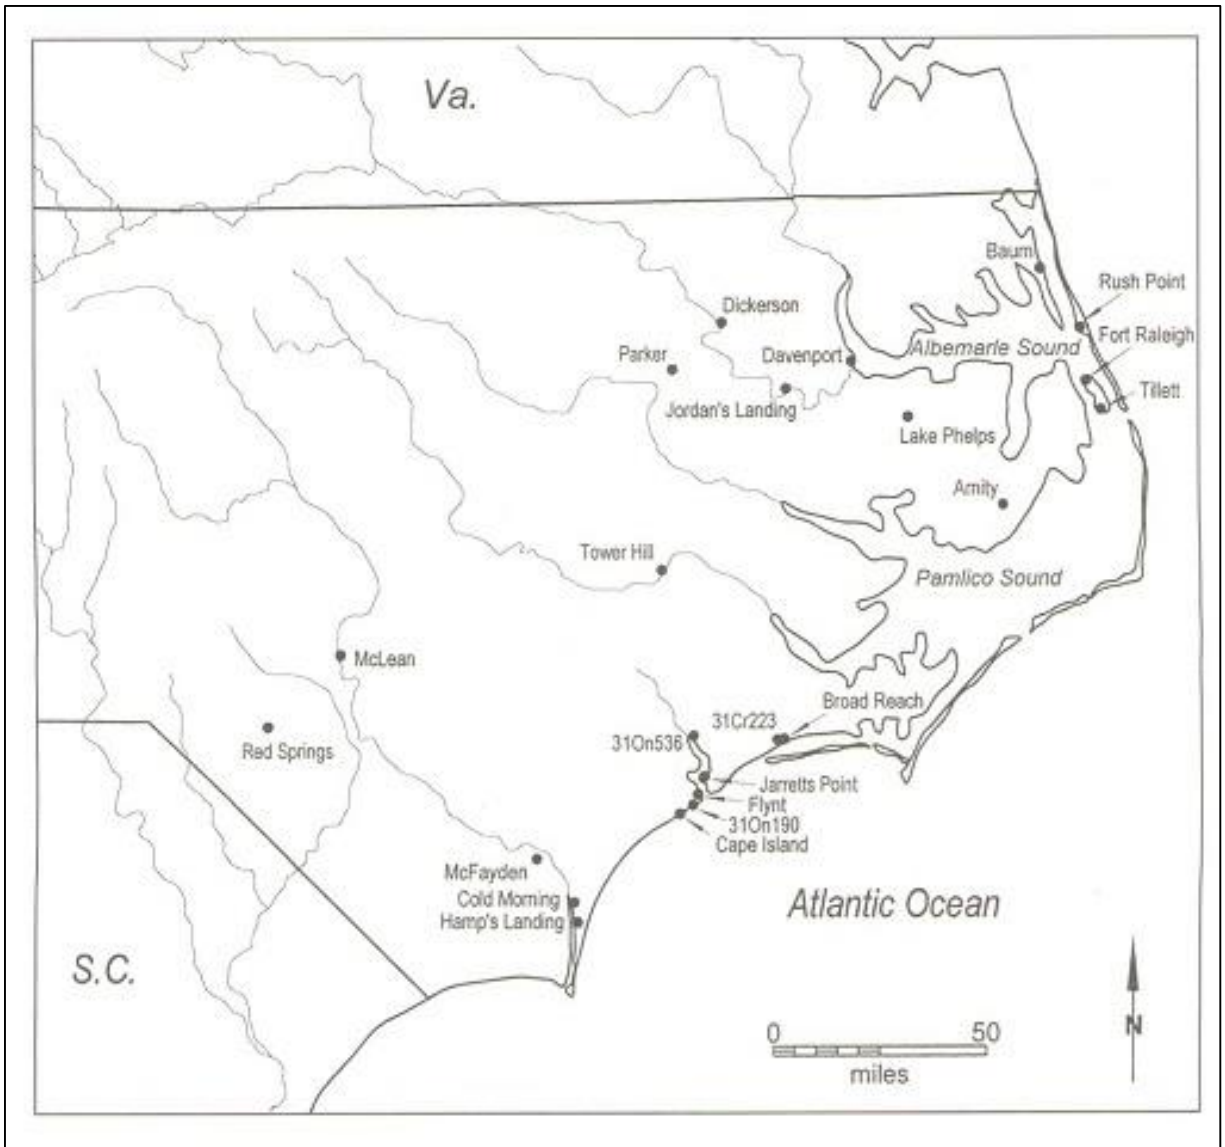 Va.
Baum
Rush Point
Dickerson
Fort Raleigh
Parker
Davenport
Albemarle Sound
Tillett
Jordan's Landing
Lake Phelps
Amity
Tower Hill
Pamlico Sound
McLean
Broad Reach
31Cr223
31On536
Red Springs
Jarretts Point
Flynt
31On190
Cape Island
McFayden
Cold Morning
Hamp's Landing
Atlantic Ocean
S.C.
0 50
miles
N